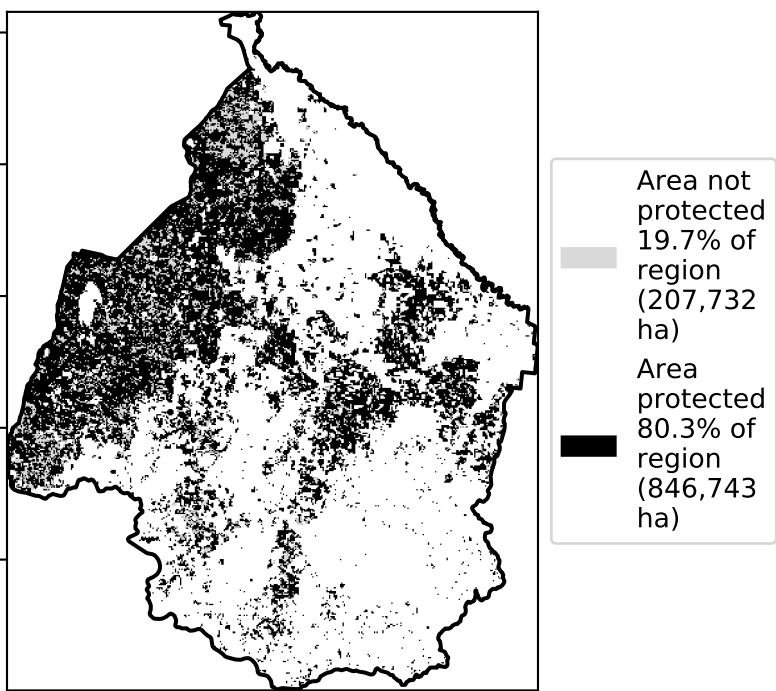 Area not
protected
19.7% of
region
(207,732
ha)
Area
protected
80.3% of
region
(846,743
ha)